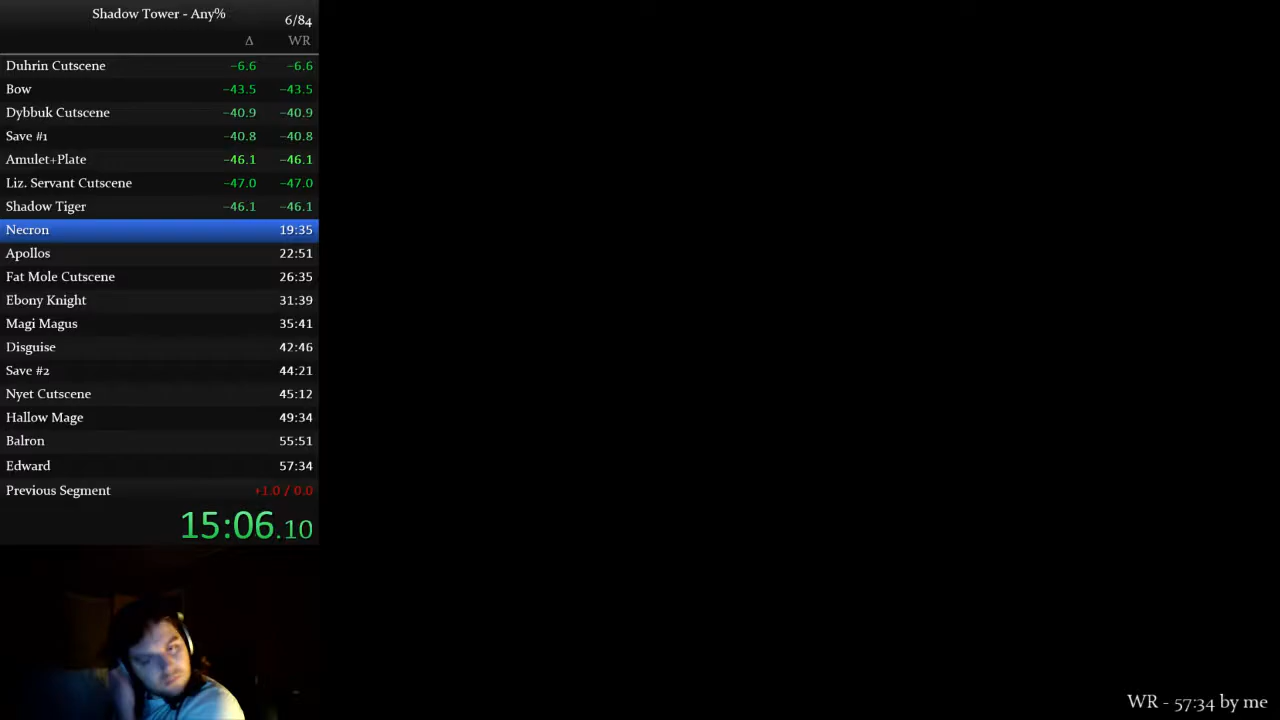 Shadow Tower - Any%
6/84
Δ WR
Duhrin Cutscene −6.6 −6.6
Bow −43.5 −43.5
Dybbuk Cutscene −40.9 −40.9
Save #1 −40.8 −40.8
Amulet+Plate −46.1 −46.1
Liz. Servant Cutscene −47.0 −47.0
Shadow Tiger −46.1 −46.1
Necron 19:35
Apollos 22:51
Fat Mole Cutscene 26:35
Ebony Knight 31:39
Magi Magus 35:41
Disguise 42:46
Save #2 44:21
Nyet Cutscene 45:12
Hallow Mage 49:34
Balron 55:51
Edward 57:34
Previous Segment +1.0 / 0.0
15:06.10
WR - 57:34 by me